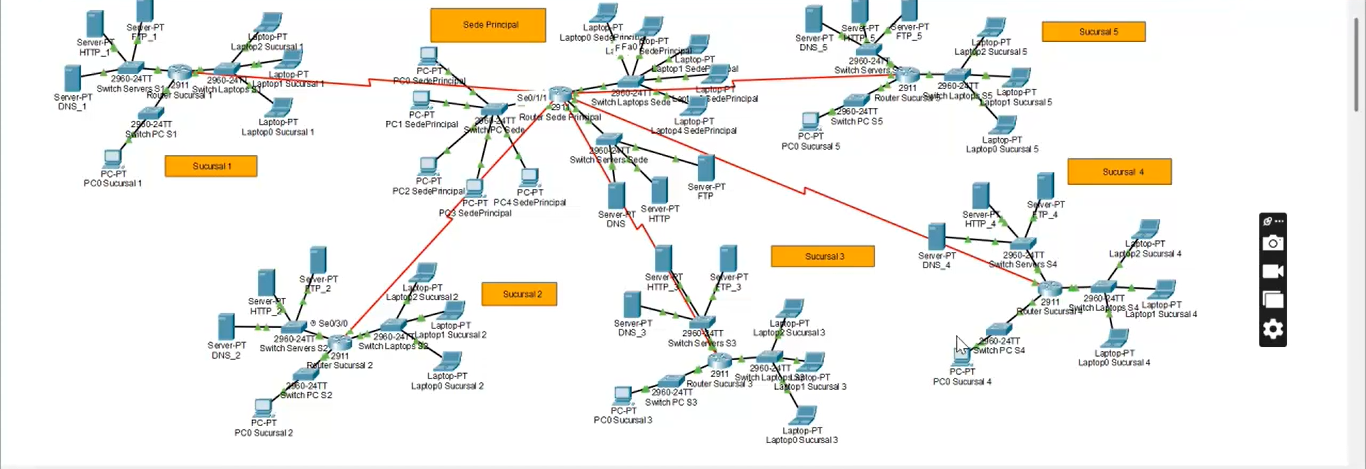 Server-PT
FTP_1
Server-PT
HTTP_1
Server-PT
DNS_1
2960-24TT
Switch Servers S1
2911
Router Sucursal 1
2960-24TT
Laptop-PT
Laptop2 Sucursal 1
Laptop-PT
Laptop1 Sucursal 1
Laptop-PT
Laptop0 Sucursal 1
2960-24TT
Switch PC S1
PC-PT
PC0 Sucursal 1
Sucursal 1
Sede Principal
PC-PT
PC0 SedePrincipal
PC-PT
PC1 SedePrincipal
PC-PT
PC2 SedePrincipal
PC-PT
PC3 SedePrincipal
PC-PT
PC4 SedePrincipal
2960-24TT
Switch PC Sede
Se0/1/1
2911
Router Sede Principal
Laptop-PT
Laptop0 SedePrincipal
Laptop-PT
Fa0
SedePrincipal
Laptop-PT
Laptop1 SedePrincipal
Laptop-PT
SedePrincipal
Laptop-PT
Laptop4 SedePrincipal
2960-24TT
Switch Laptops Sede
2960-24TT
Switch Servers Sede
Server-PT
DNS
Server-PT
HTTP
Server-PT
FTP
Server-PT
DNS_5
Server-PT
HTTP_5
Server-PT
FTP_5
2960-24TT
Switch Servers
2911
Router Sucursal
2960-24TT
Switch Laptops S5
Laptop-PT
Laptop2 Sucursal 5
Laptop-PT
Laptop1 Sucursal 5
Laptop-PT
Laptop0 Sucursal 5
2960-24TT
Switch PC S5
PC-PT
PC0 Sucursal 5
Sucursal 5
Sucursal 4
Server-PT
HTTP_4
Server-PT
FTP_4
Server-PT
DNS_4
2960-24TT
Switch Servers S4
2911
Router Sucursal 4
2960-24TT
Switch Laptops S4
Laptop-PT
Laptop2 Sucursal 4
Laptop-PT
Laptop1 Sucursal 4
Laptop-PT
Laptop0 Sucursal 4
2960-24TT
Switch PC S4
PC-PT
PC0 Sucursal 4
Server-PT
FTP_2
Server-PT
HTTP_2
Server-PT
DNS_2
2960-24TT
Switch Servers S2
Se0/3/0
2911
Router Sucursal 2
2960-24TT
Switch Laptops S2
Laptop-PT
Laptop2 Sucursal 2
Laptop-PT
Laptop1 Sucursal 2
Laptop-PT
Laptop0 Sucursal 2
2960-24TT
Switch PC S2
PC-PT
PC0 Sucursal 2
Sucursal 2
Sucursal 3
Server-PT
HTTP_3
Server-PT
FTP_3
Server-PT
DNS_3
2960-24TT
Switch Servers S3
2911
Router Sucursal 3
2960-24TT
Switch Laptops S3
Laptop-PT
Laptop2 Sucursal 3
Laptop-PT
Laptop1 Sucursal 3
Laptop-PT
Laptop0 Sucursal 3
2960-24TT
Switch PC S3
PC-PT
PC0 Sucursal 3